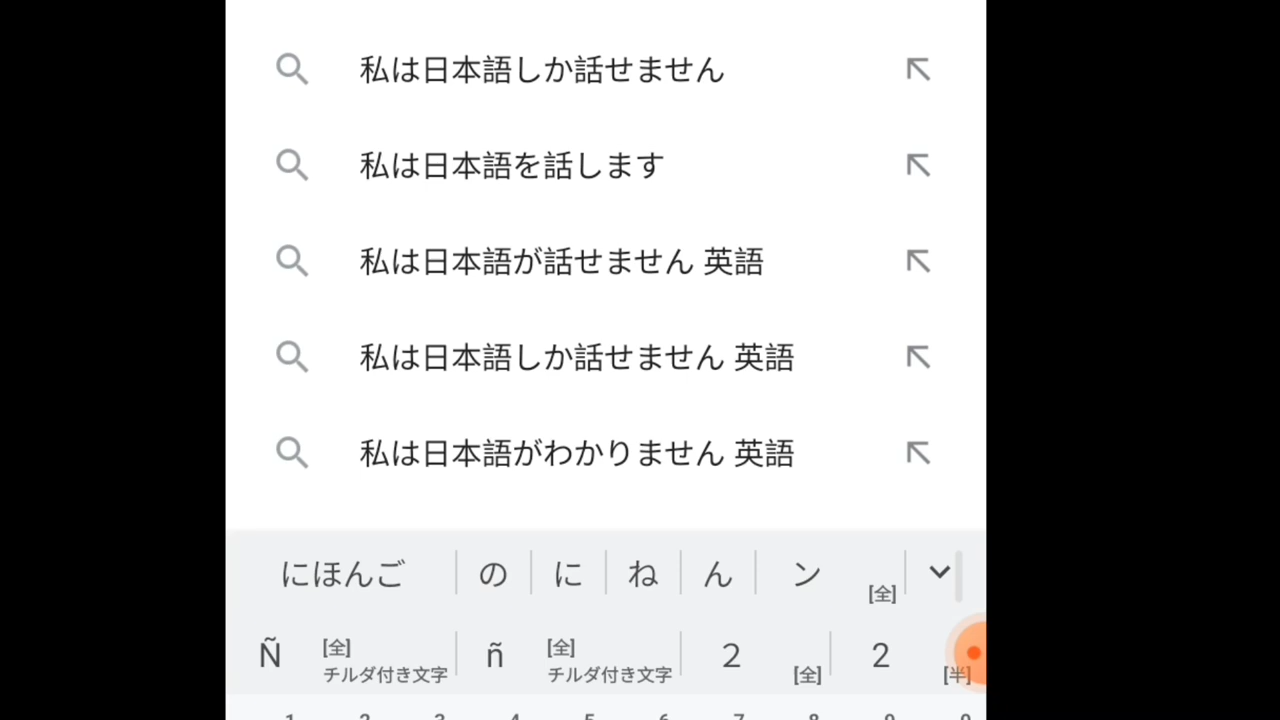 私は日本語しか話せません
私は日本語を話します
私は日本語が話せません 英語
私は日本語しか話せません 英語
私は日本語がわかりません 英語
にほんご の に ね ん ン [全]
Ñ [全] チルダ付き文字 ñ [全] チルダ付き文字 2 [全] 2 [半]